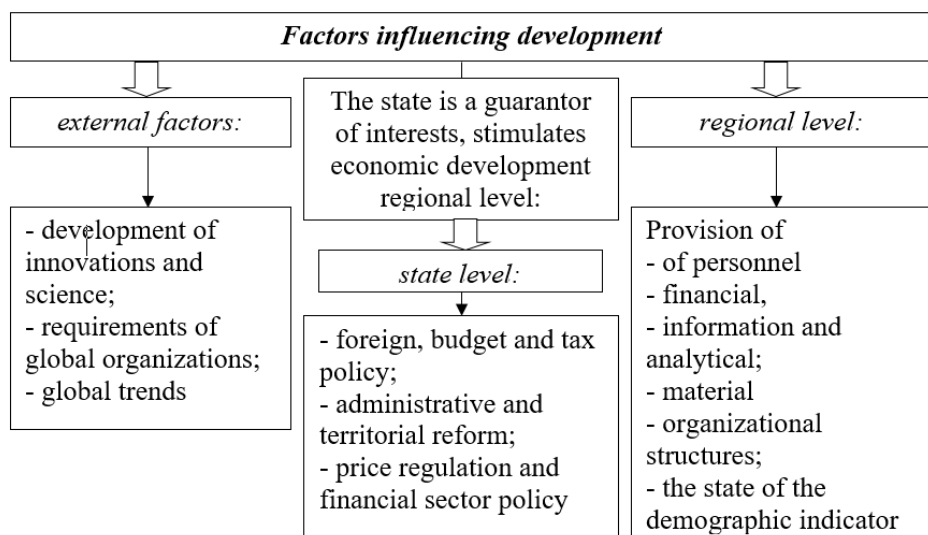 Factors influencing development
external factors:
- development of
innovations and
science;
- requirements of
global organizations;
- global trends
The state is a guarantor
of interests, stimulates
economic development
regional level:
state level:
- foreign, budget and tax
policy;
- administrative and
territorial reform;
- price regulation and
financial sector policy
regional level:
Provision of
- of personnel
- financial,
- information and
analytical;
- material
- organizational
structures;
- the state of the
demographic indicator